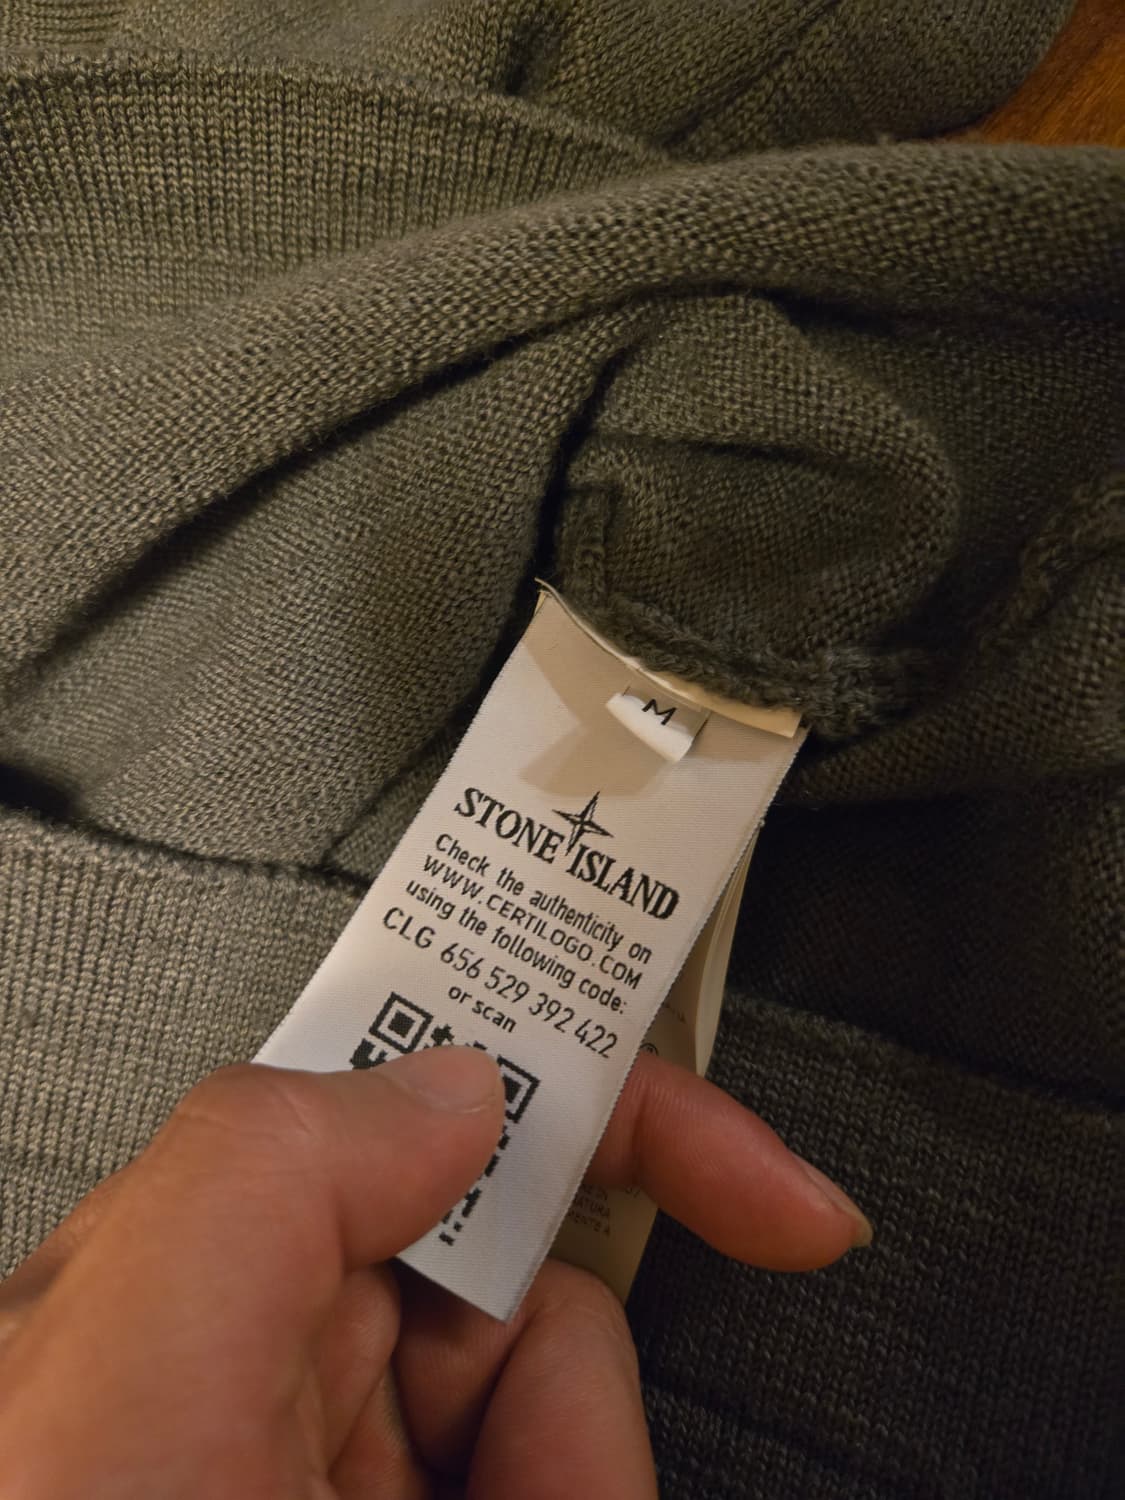 M
STONE ISLAND
Check the authenticity on
WWW.CERTILOGO.COM
using the following code:
CLG 656 529 392 422
or scan